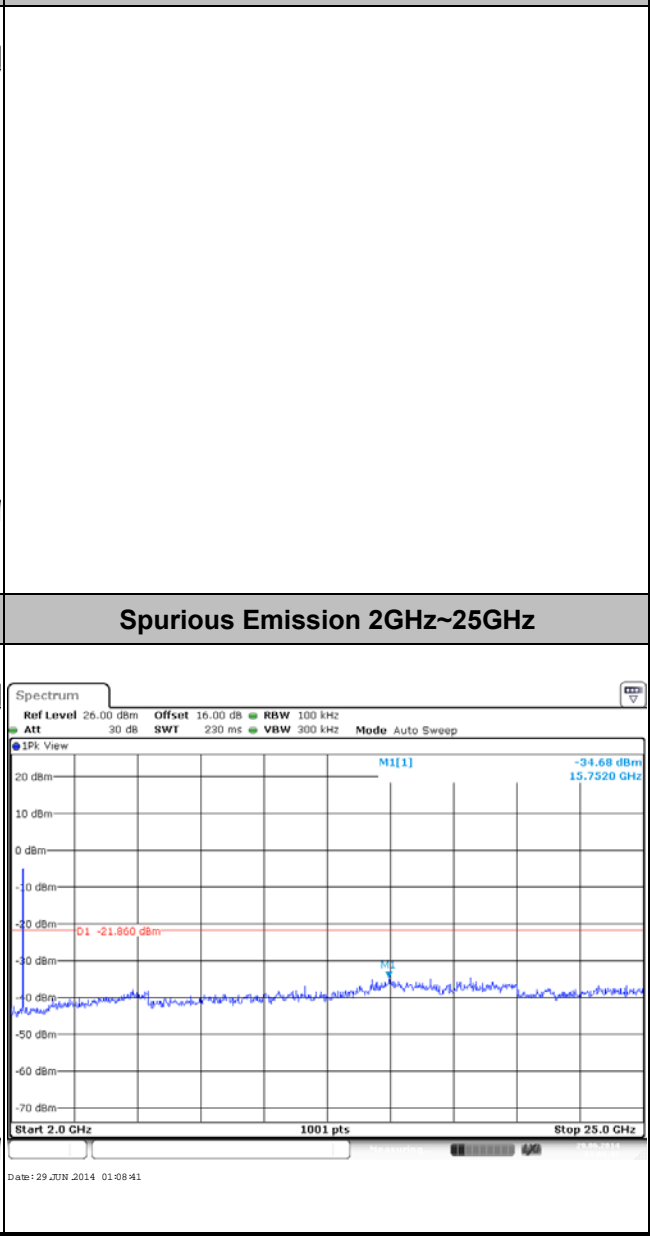 Spurious Emission 2GHz~25GHz
Spectrum
Ref Level 26.00 dBm Offset 16.00 dB RBW 100 kHz
Att 30 dB SWT 230 ms VBW 300 kHz Mode Auto Sweep
1Pk View
M1[1] -34.68 dBm
15.7520 GHz
20 dBm
10 dBm
0 dBm
-10 dBm
-20 dBm
D1 -21.860 dBm
-30 dBm
M1
-40 dBm
-50 dBm
-60 dBm
-70 dBm
Start 2.0 GHz 1001 pts Stop 25.0 GHz
Date: 29.JUN.2014 01:08:41